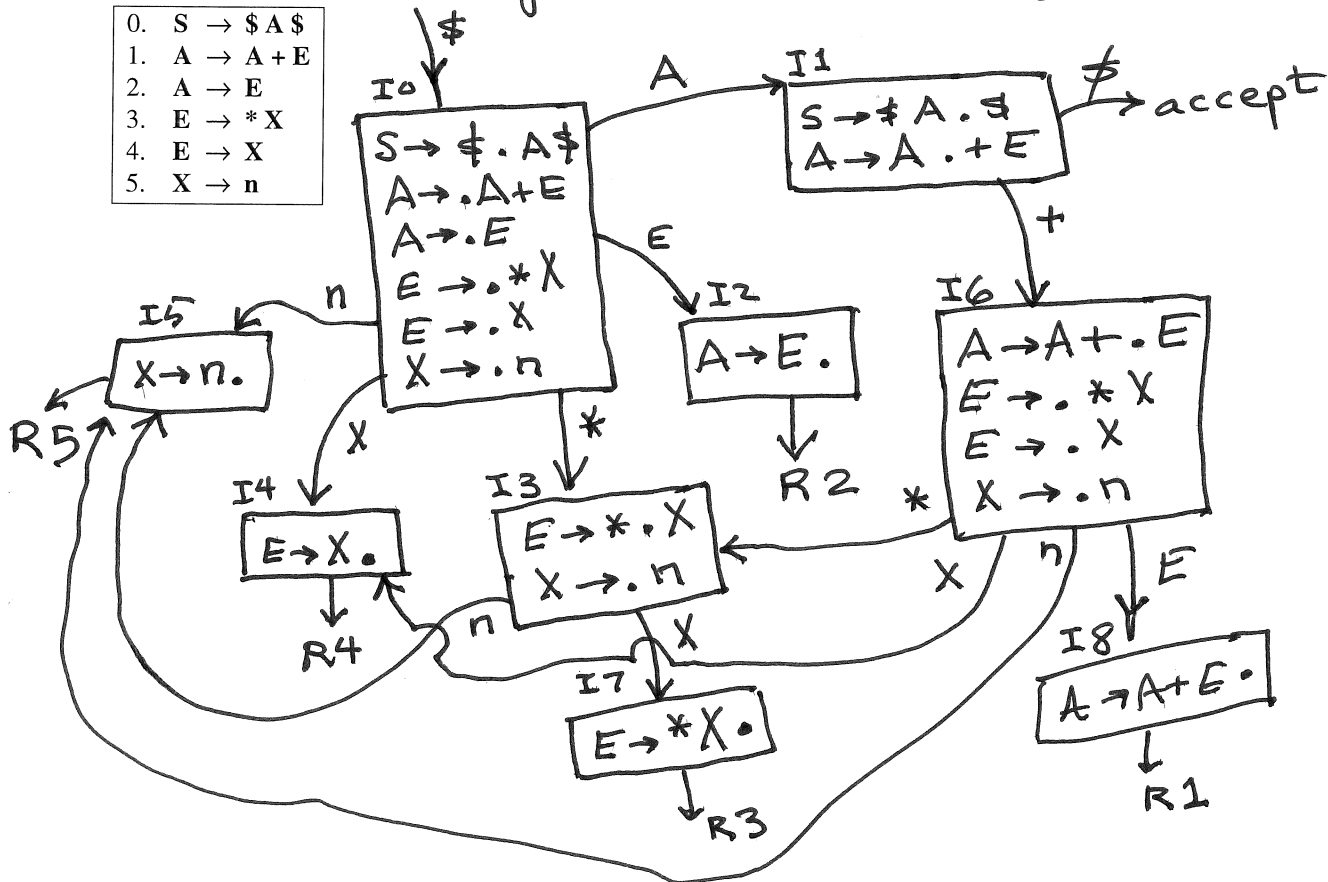 0. S → $ A $
1. A → A + E
2. A → E
3. E → * X
4. E → X
5. X → n
$
I0
S → $ . A $
A → . A + E
A → . E
E → . * X
E → . X
X → . n
A
I1
S → $ A . $
A → A . + E
$
accept
+
E
I2
A → E .
R2
n
I5
X → n .
R5
X
I4
E → X .
R4
*
I3
E → * . X
X → . n
n
X
I7
E → * X .
R3
I6
A → A + . E
E → . * X
E → . X
X → . n
*
X
n
E
I8
A → A + E .
R1